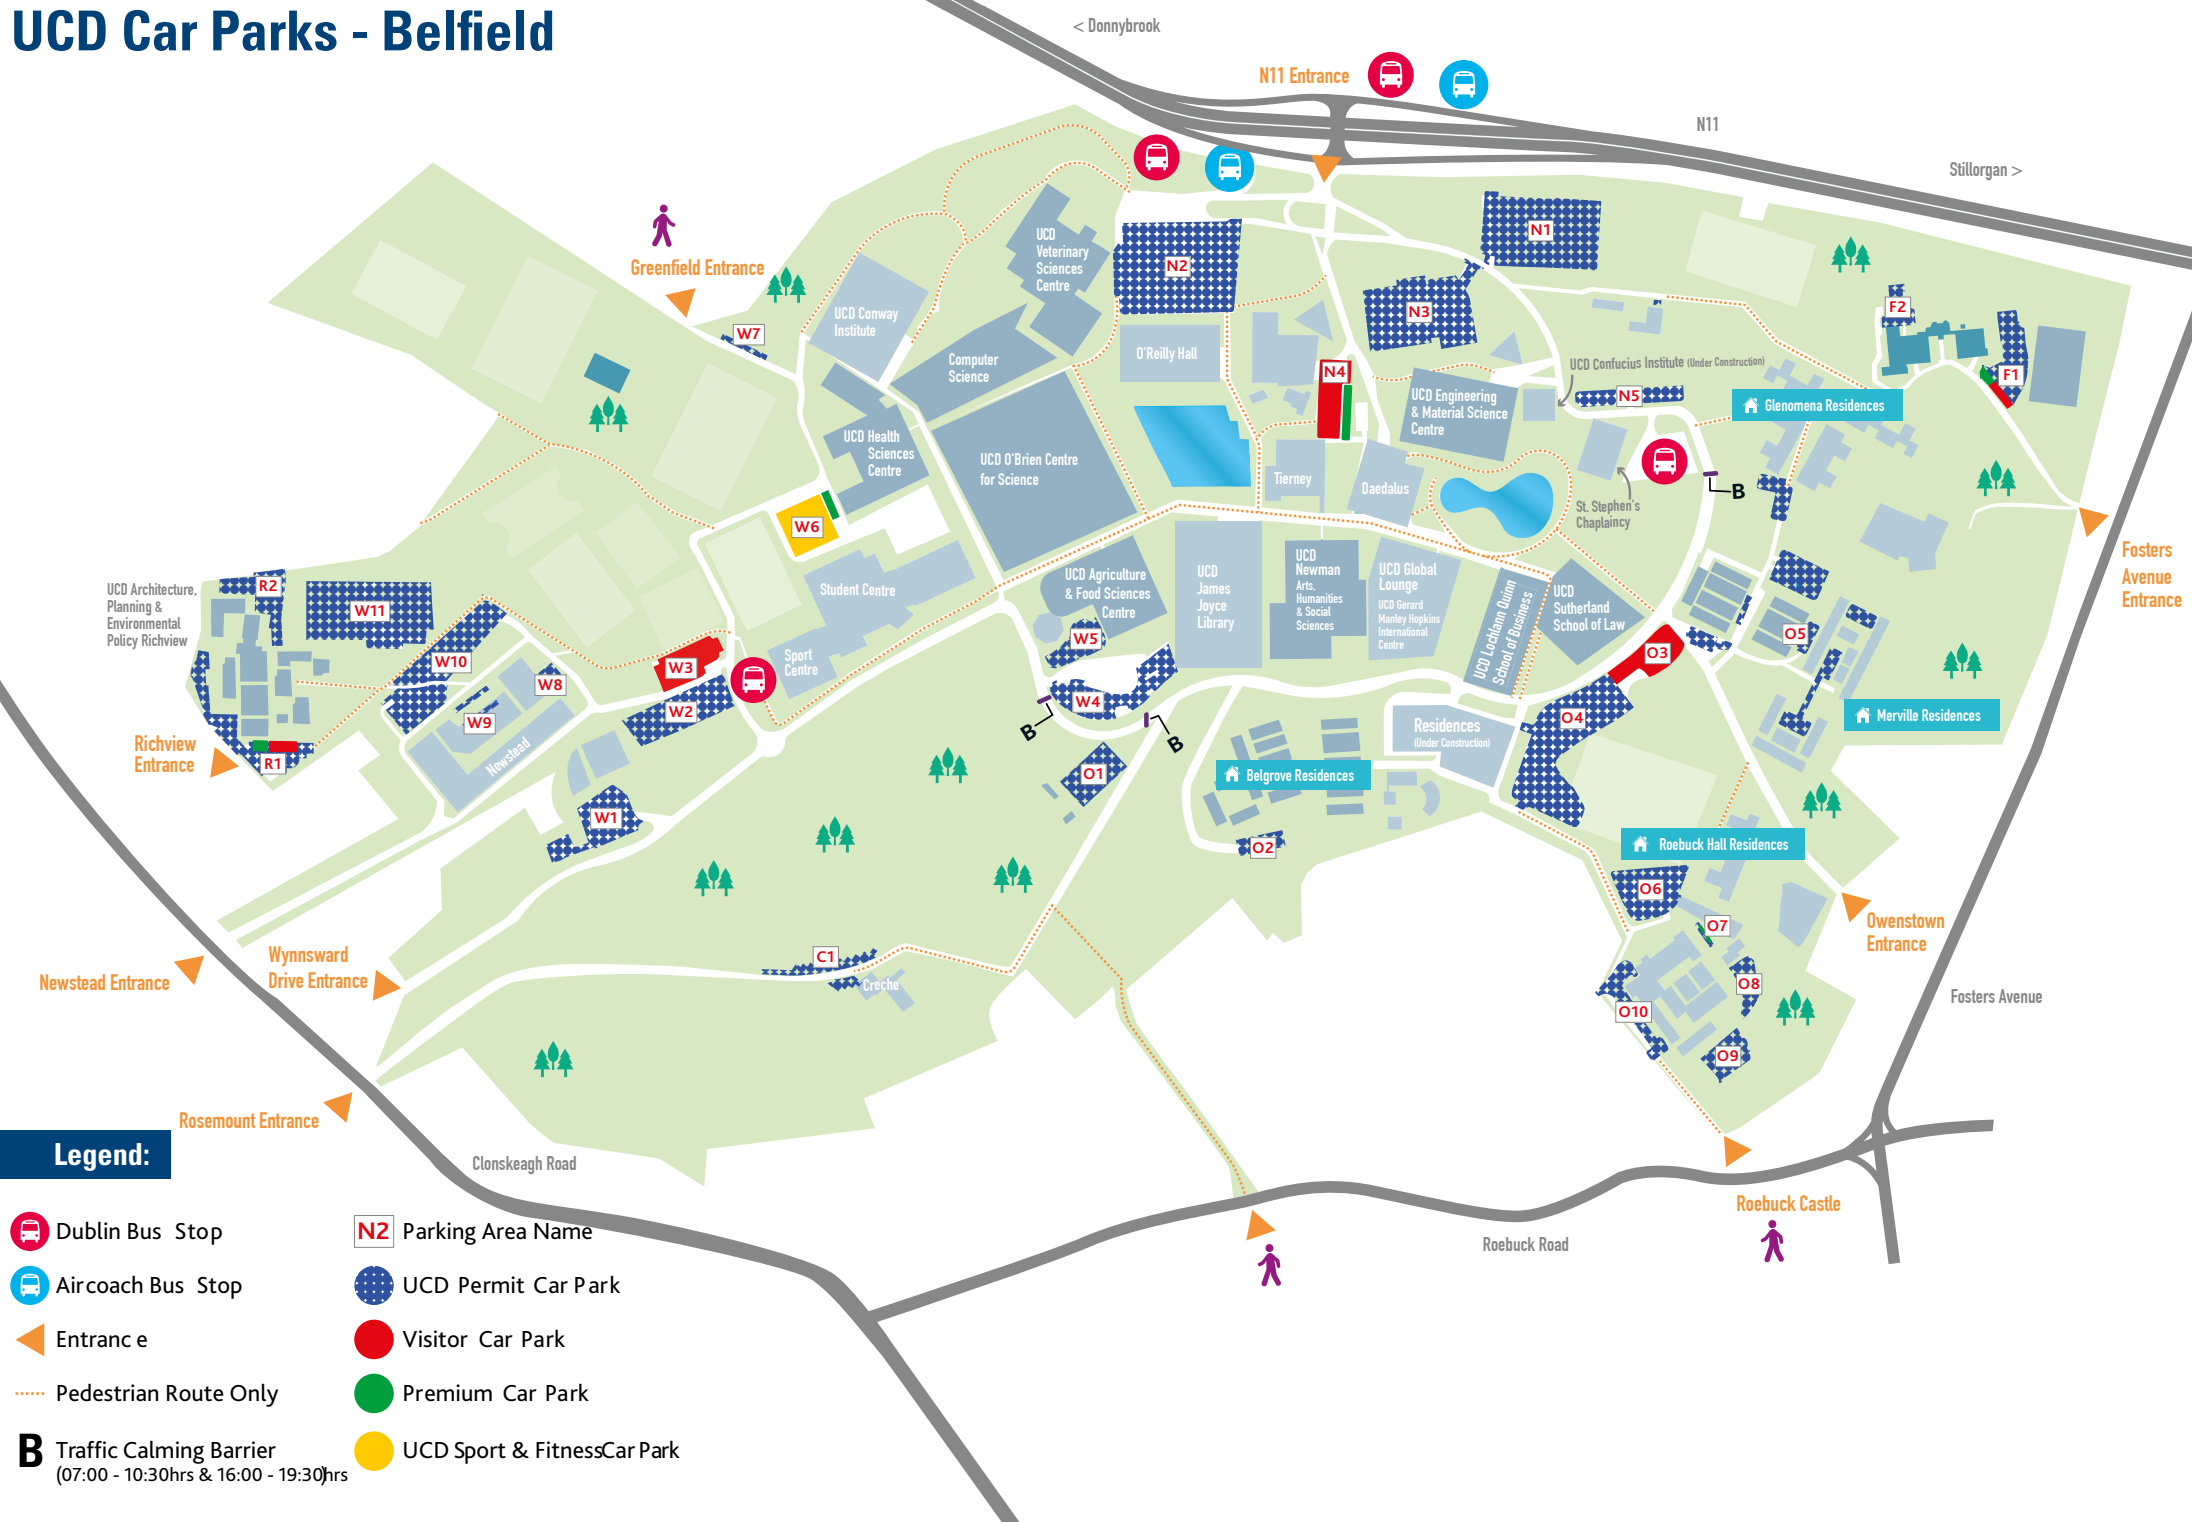 UCD Car Parks - Belfield
< Donnybrook
N11 Entrance
N11
Stillorgan >
Greenfield Entrance
W7
UCD
Veterinary
Sciences
Centre
N2
N1
N3
F2
F1
UCD Conway
Institute
Computer
Science
O'Reilly Hall
N4
UCD Confucius Institute (Under Construction)
N5
Glenomena Residences
UCD Engineering
& Material Science
Centre
UCD Health
Sciences
Centre
UCD O'Brien Centre
for Science
Tierney
Daedalus
St. Stephen's
Chaplaincy
B
W6
Fosters
Avenue
Entrance
UCD Architecture,
Planning &
Environmental
Policy Richview
R2
W11
W10
W8
W9
Newstead
Student Centre
Sport
Centre
W3
W2
UCD Agriculture
& Food Sciences
Centre
W5
W4
B
B
UCD
James
Joyce
Library
UCD
Newman
Arts,
Humanities
& Social
Sciences
UCD Global
Lounge
UCD Gerard
Manley Hopkins
International
Centre
UCD Lochlann Quinn
School of Business
UCD
Sutherland
School of Law
O5
O3
O4
Merville Residences
Richview
Entrance
R1
Residences
(Under Construction)
Belgrove Residences
O1
O2
W1
Roebuck Hall Residences
O6
O7
O8
O9
O10
Owenstown
Entrance
Fosters Avenue
Wynnsward
Drive Entrance
Newstead Entrance
C1
Creche
Rosemount Entrance
Clonskeagh Road
Roebuck Castle
Roebuck Road
Legend:
Dublin Bus Stop
Aircoach Bus Stop
Entranc e
Pedestrian Route Only
B Traffic Calming Barrier
(07:00 - 10:30hrs & 16:00 - 19:30)hrs
N2 Parking Area Name
UCD Permit Car Park
Visitor Car Park
Premium Car Park
UCD Sport & FitnessCar Park